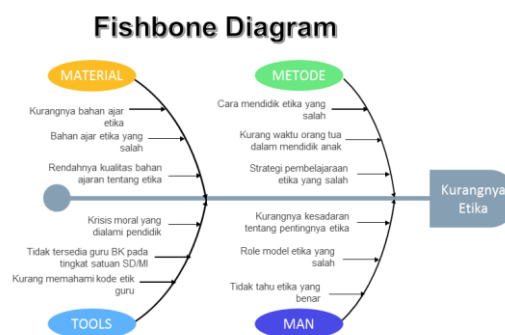 Fishbone Diagram
MATERIAL
METODE
Kurangnya bahan ajar
etika
Bahan ajar etika yang
salah
Rendahnya kualitas bahan
ajaran tentang etika
Cara mendidik etika yang
salah
Kurang waktu orang tua
dalam mendidik anak
Strategi pembelajaraan
etika yang salah
Kurangnya
Etika
Krisis moral yang
dialami pendidik
Tidak tersedia guru BK pada
tingkat satuan SD/MI
Kurang memahami kode etik
guru
Kurangnya kesadaran
tentang pentingnya etika
Role model etika yang
salah
Tidak tahu etika yang
benar
TOOLS
MAN